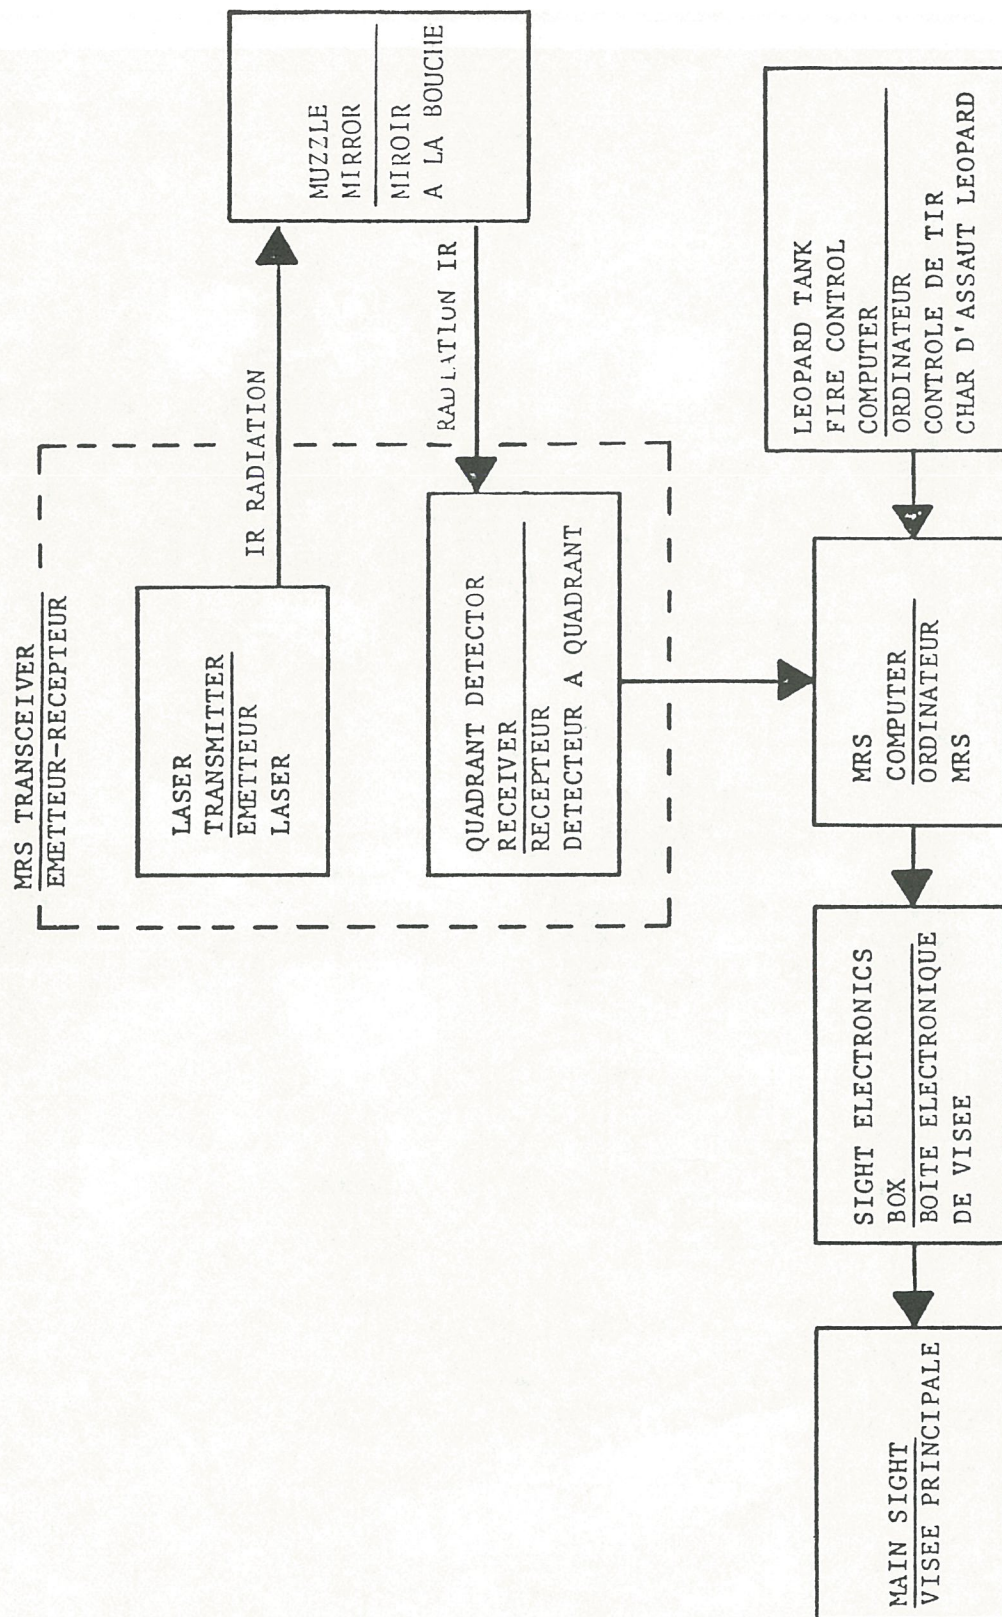 MRS TRANSCEIVER
EMETTEUR-RECEPTEUR
LASER
TRANSMITTER
EMETTEUR
LASER
IR RADIATION
MUZZLE
MIRROR
MIROIR
A LA BOUCHE
RADIATION IR
QUADRANT DETECTOR
RECEIVER
RECEPTEUR
DETECTEUR A QUADRANT
MAIN SIGHT
VISEE PRINCIPALE
SIGHT ELECTRONICS
BOX
BOITE ELECTRONIQUE
DE VISEE
MRS
COMPUTER
ORDINATEUR
MRS
LEOPARD TANK
FIRE CONTROL
COMPUTER
ORDINATEUR
CONTROLE DE TIR
CHAR D'ASSAUT LEOPARD